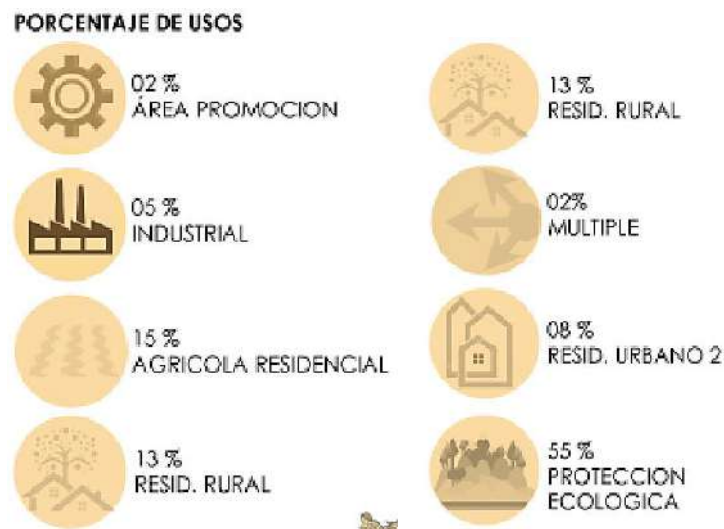 PORCENTAJE DE USOS
02 %
ÁREA PROMOCION
05 %
INDUSTRIAL
15 %
AGRICOLA RESIDENCIAL
13 %
RESID. RURAL
13 %
RESID. RURAL
02%
MULTIPLE
08 %
RESID. URBANO 2
55 %
PROTECCION
ECOLOGICA